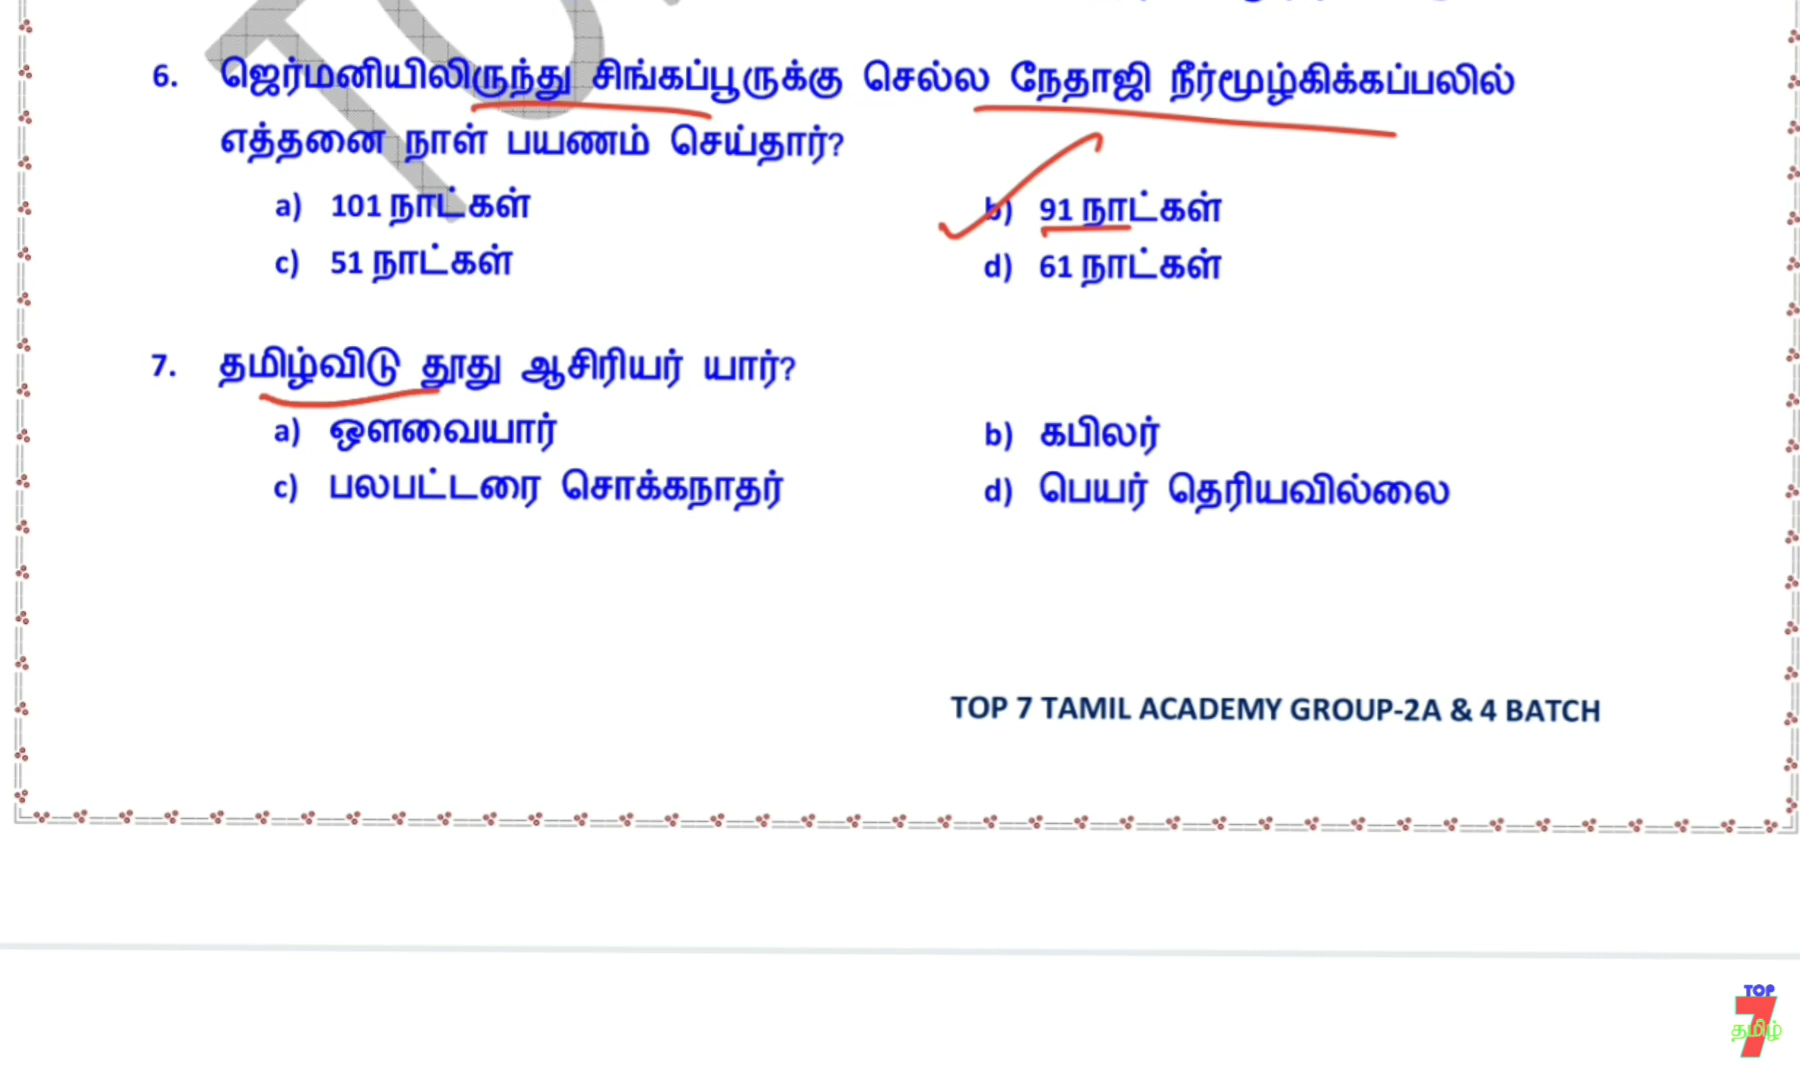 6. ஜெர்மனியிலிருந்து சிங்கப்பூருக்கு செல்ல நேதாஜி நீர்மூழ்கிக்கப்பலில்
எத்தனை நாள் பயணம் செய்தார்?
a) 101 நாட்கள் b) 91 நாட்கள்
c) 51 நாட்கள் d) 61 நாட்கள்
7. தமிழ்விடு தூது ஆசிரியர் யார்?
a) ஔவையார் b) கபிலர்
c) பலபட்டரை சொக்கநாதர் d) பெயர் தெரியவில்லை
TOP 7 TAMIL ACADEMY GROUP-2A & 4 BATCH
TOP
7
தமிழ்